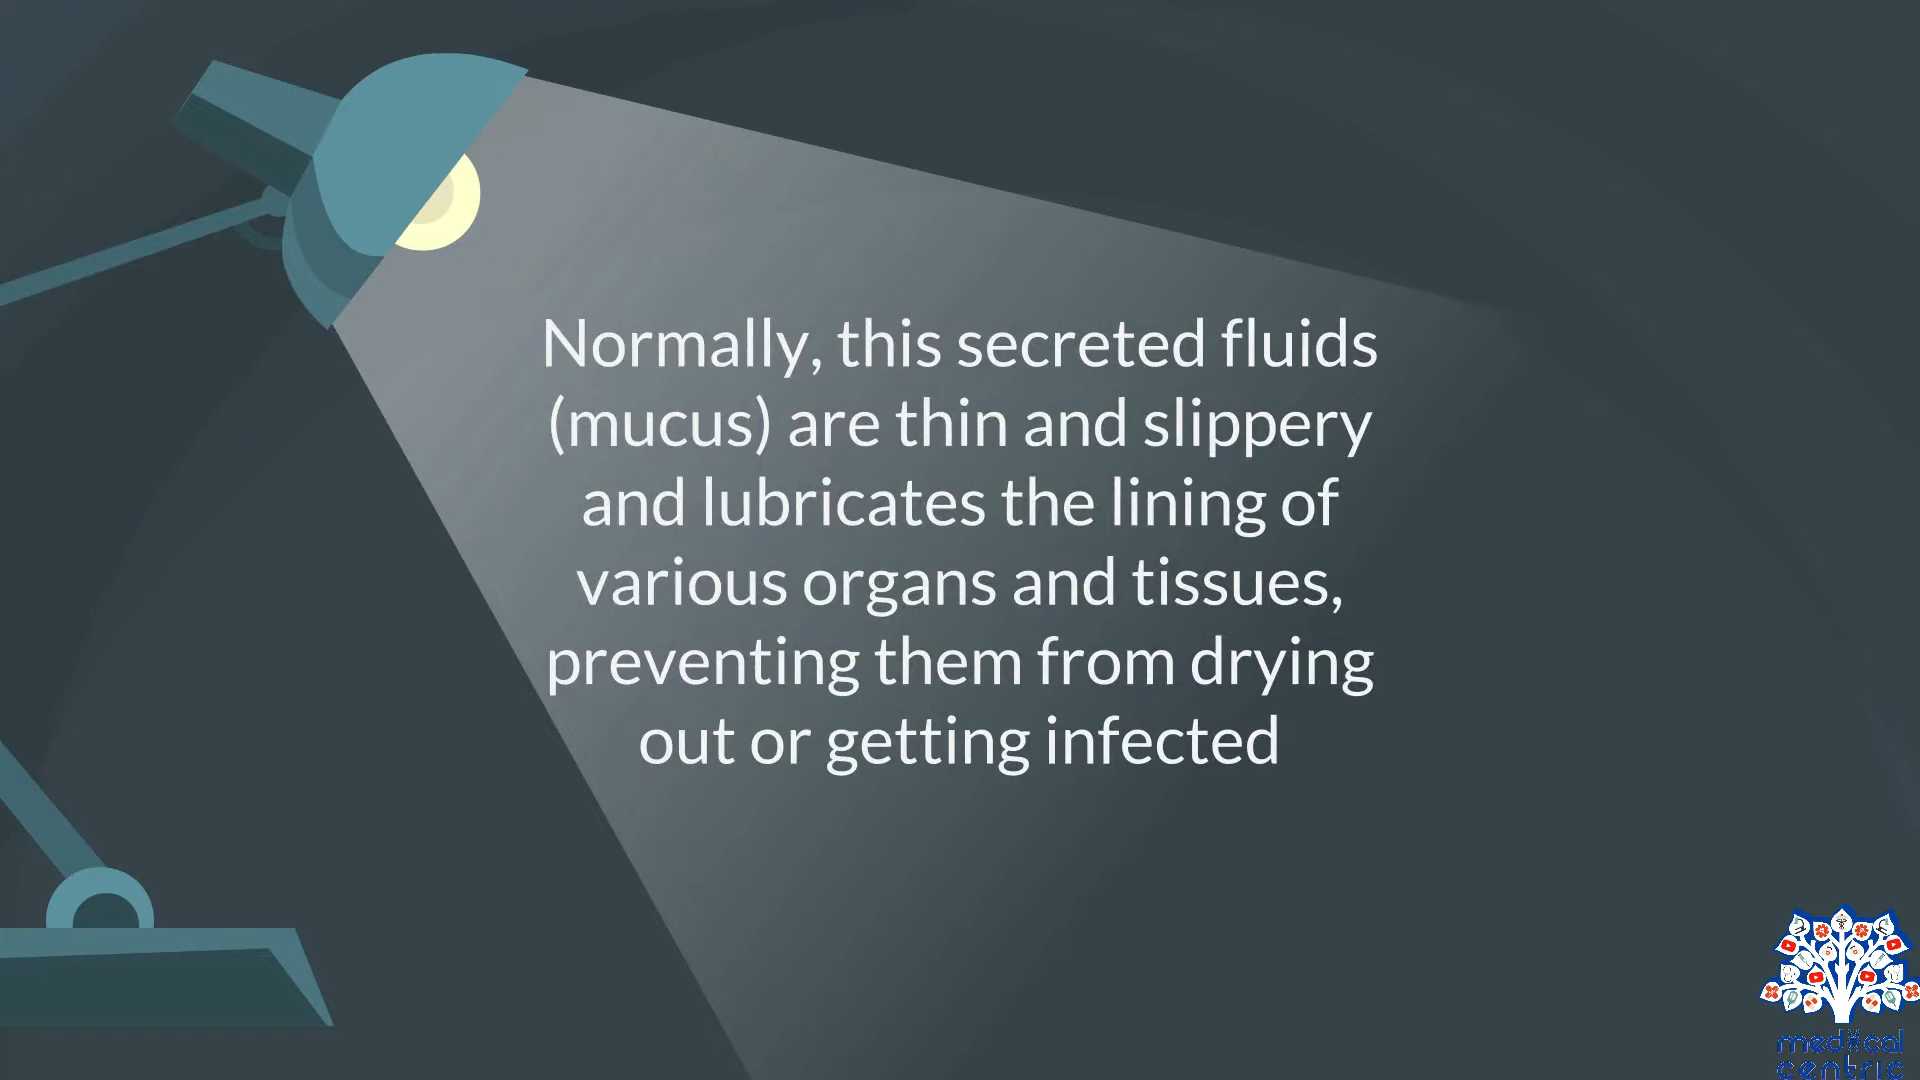 Normally, this secreted fluids
(mucus) are thin and slippery
and lubricates the lining of
various organs and tissues,
preventing them from drying
out or getting infected
medical
centric